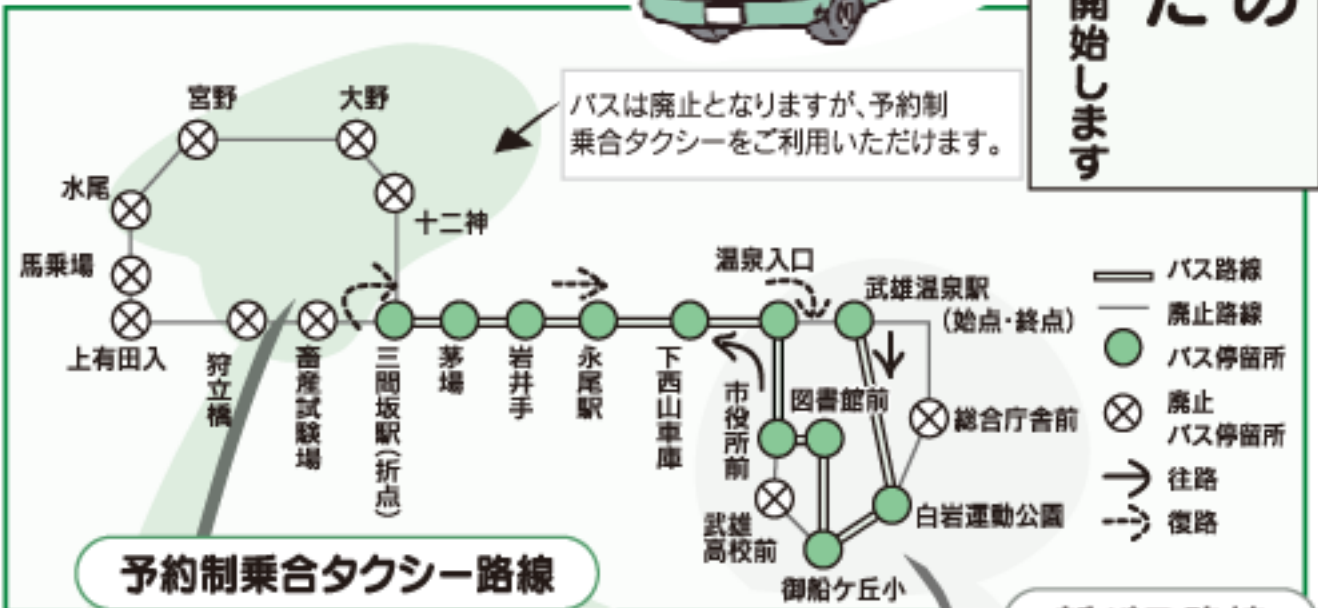 の
た
開始します
宮野
大野
バスは廃止となりますが、予約制
乗合タクシーをご利用いただけます。
水尾
十二神
馬乗場
温泉入口
武雄温泉駅
(始点・終点)
上有田入
狩立橋
畜産試験場
三間坂駅(折点)
茅場
岩井手
永尾駅
下西山車庫
市役所前
図書館前
総合庁舎前
武雄
高校前
白岩運動公園
御船ケ丘小
バス路線
廃止路線
バス停留所
廃止
バス停留所
往路
復路
予約制乗合タクシー路線